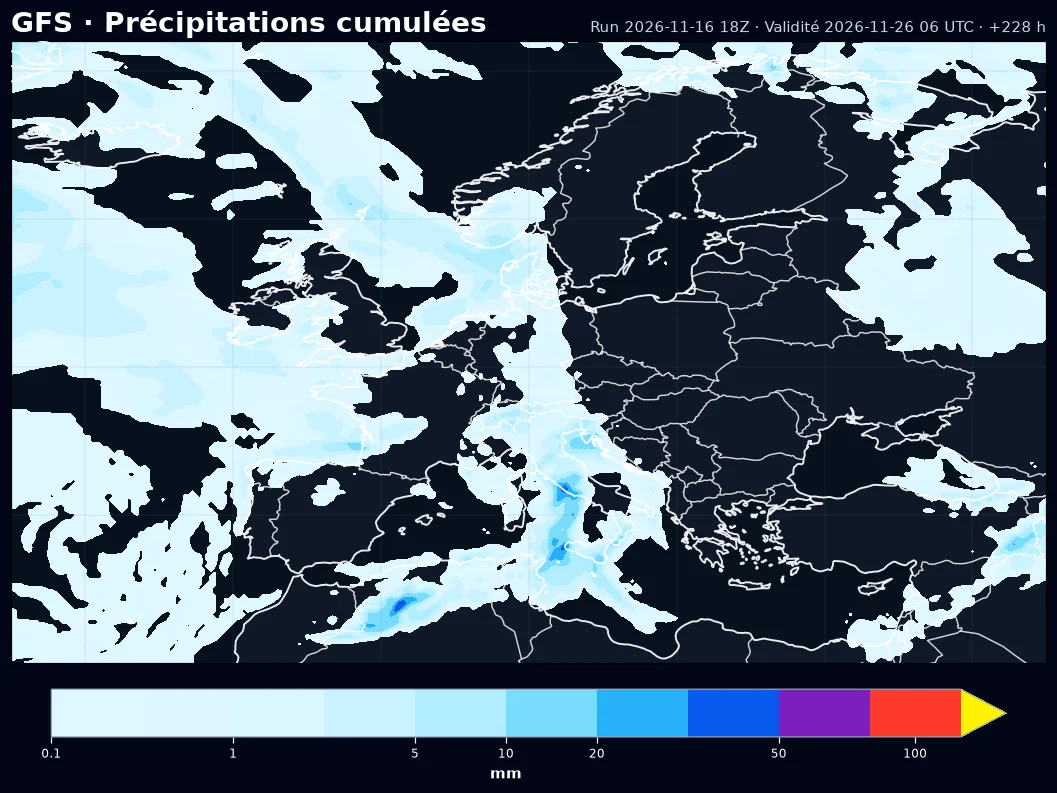 GFS · Précipitations cumulées
Run 2026-11-16 18Z · Validité 2026-11-26 06 UTC · +228 h
0.1 1 5 10 20 50 100
mm